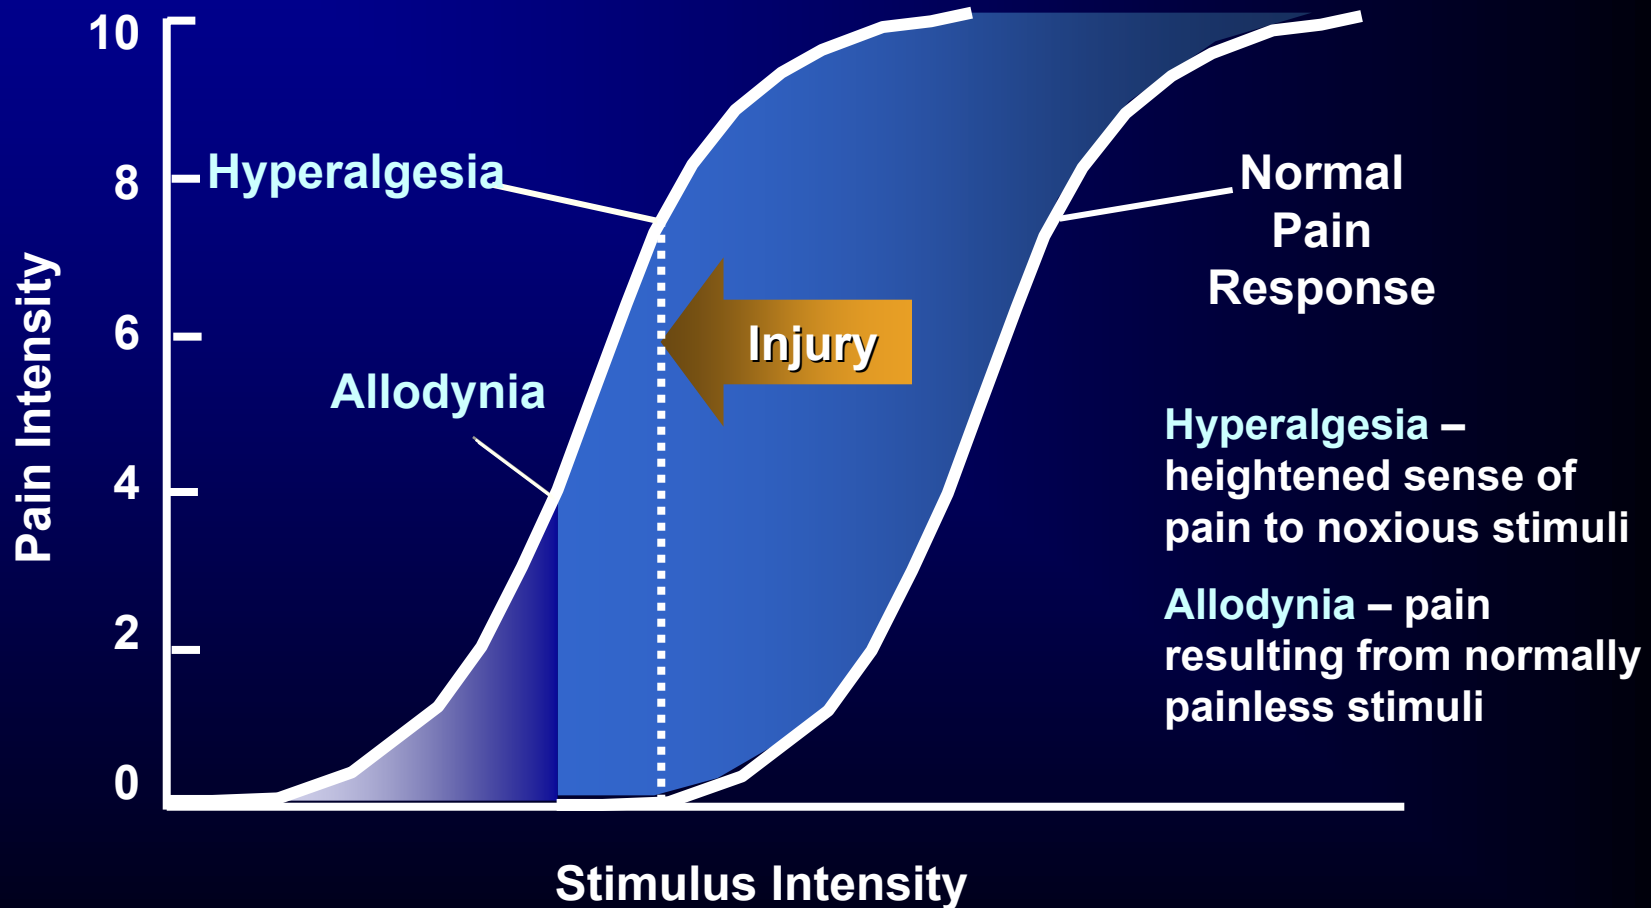 10
8
6
4
2
0
Pain Intensity
Hyperalgesia
Allodynia
Injury
Normal
Pain
Response
Hyperalgesia –
heightened sense of
pain to noxious stimuli
Allodynia – pain
resulting from normally
painless stimuli
Stimulus Intensity